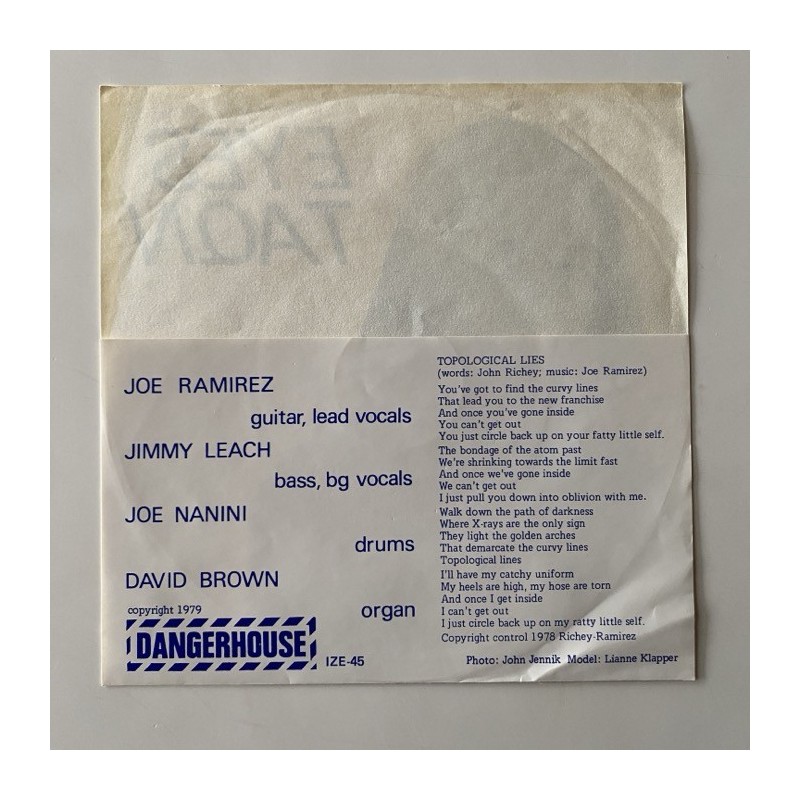 EYES
TAQN
JOE RAMIREZ
guitar, lead vocals
JIMMY LEACH
bass, bg vocals
JOE NANINI
drums
DAVID BROWN
organ
copyright 1979
DANGERHOUSE
IZE-45
TOPOLOGICAL LIES
(words: John Richey; music: Joe Ramirez)
You've got to find the curvy lines
That lead you to the new franchise
And once you've gone inside
You can't get out
You just circle back up on your fatty little self.
The bondage of the atom past
We're shrinking towards the limit fast
And once we've gone inside
We can't get out
I just pull you down into oblivion with me.
Walk down the path of darkness
Where X-rays are the only sign
They light the golden arches
That demarcate the curvy lines
Topological lines
I'll have my catchy uniform
My heels are high, my hose are torn
And once I get inside
I can't get out
I just circle back up on my ratty little self.
Copyright control 1978 Richey-Ramirez
Photo: John Jennik Model: Lianne Klapper